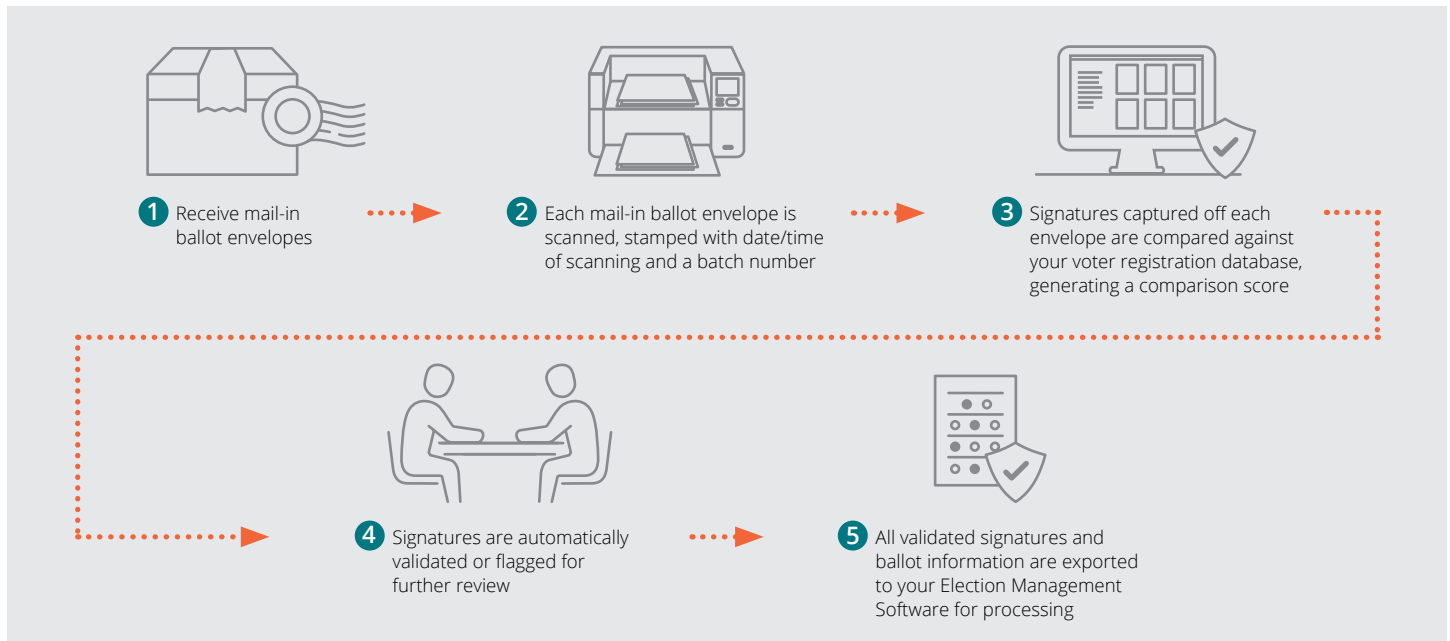 1 Receive mail-in
ballot envelopes
2 Each mail-in ballot envelope is
scanned, stamped with date/time
of scanning and a batch number
3 Signatures captured off each
envelope are compared against
your voter registration database,
generating a comparison score
4 Signatures are automatically
validated or flagged for
further review
5 All validated signatures and
ballot information are exported
to your Election Management
Software for processing